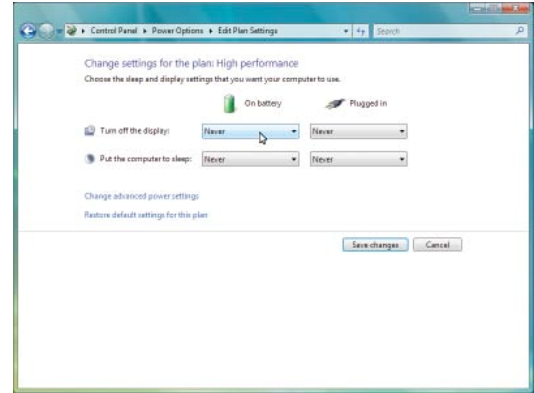 Control Panel ▸ Power Options ▸ Edit Plan Settings
Search
Change settings for the plan: High performance
Choose the sleep and display settings that you want your computer to use.
On battery Plugged in
Turn off the display: Never Never
Put the computer to sleep: Never Never
Change advanced power settings
Restore default settings for this plan
Save changes Cancel